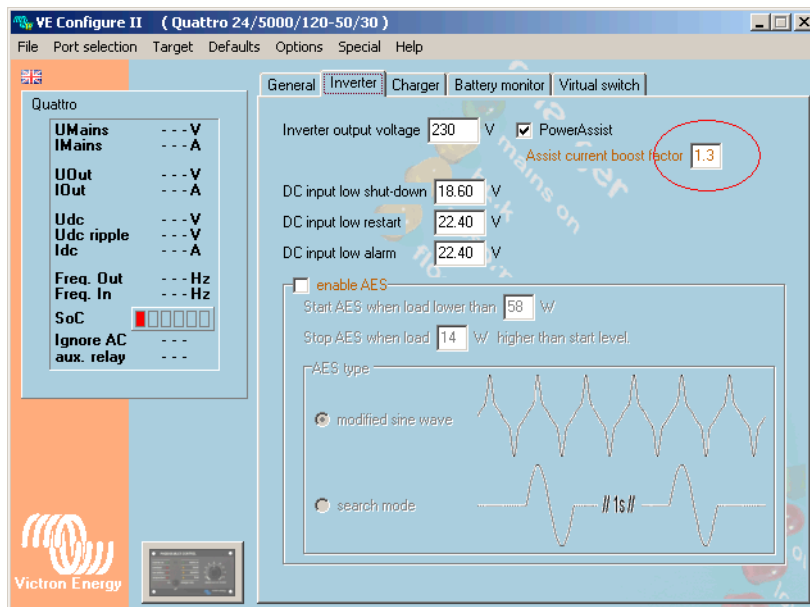 VE Configure II ( Quattro 24/5000/120-50/30 )
File Port selection Target Defaults Options Special Help
General Inverter Charger Battery monitor Virtual switch
Quattro
UMains - - - V
IMains - - - A
UOut - - - V
IOut - - - A
Udc - - - V
Udc ripple - - - V
Idc - - - A
Freq. Out - - - Hz
Freq. In - - - Hz
SoC
Ignore AC - - -
aux. relay - - -
Inverter output voltage 230 V PowerAssist
Assist current boost factor 1.3
DC input low shut-down 18.60 V
DC input low restart 22.40 V
DC input low alarm 22.40 V
enable AES
Start AES when load lower than 58 W
Stop AES when load 14 W higher than start level.
AES type
modified sine wave
search mode
// 1s //
mains on
Victron Energy